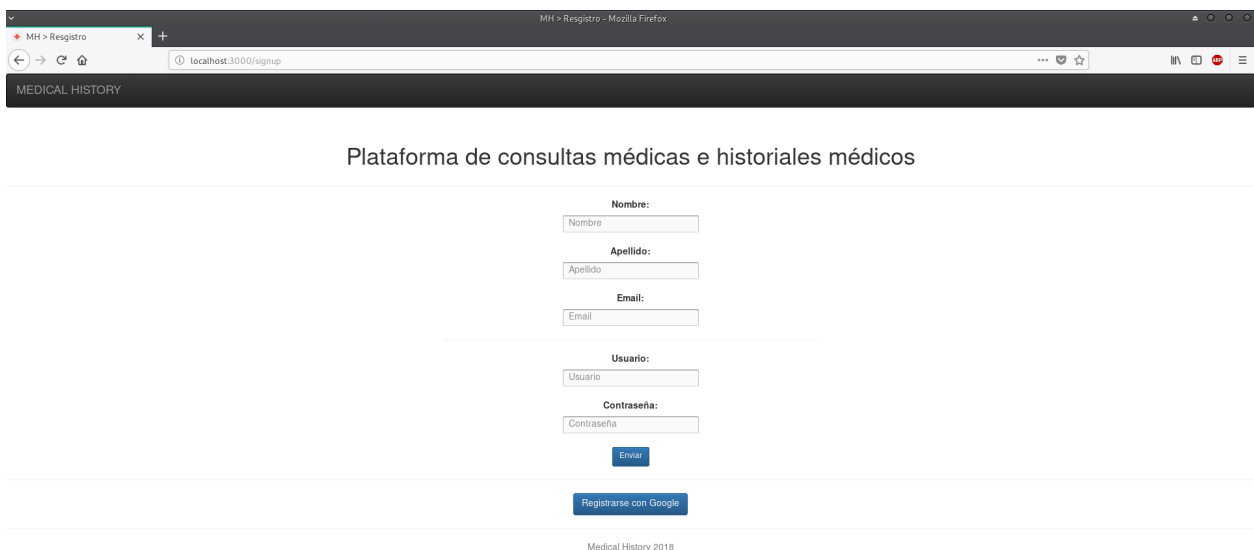 MH > Resgistro - Mozilla Firefox
MH > Resgistro
localhost:3000/signup
ABP
MEDICAL HISTORY
Plataforma de consultas médicas e historiales médicos
Nombre:
Nombre
Apellido:
Apellido
Email:
Email
Usuario:
Usuario
Contraseña:
Contraseña
Enviar
Registrarse con Google
Medical History 2018